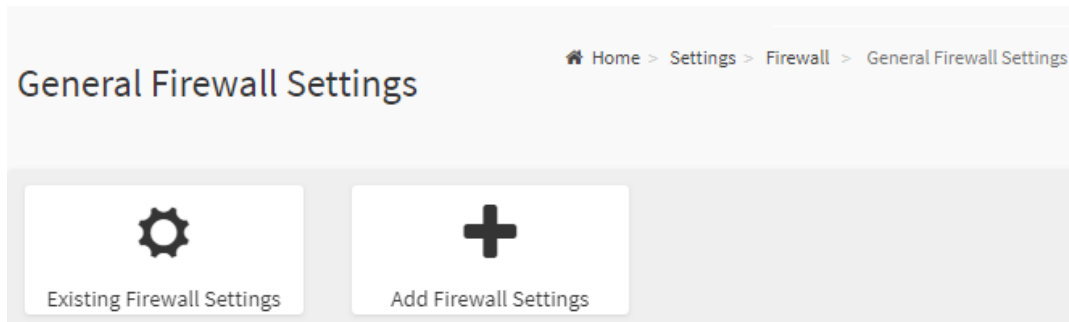 Home > Settings > Firewall > General Firewall Settings
General Firewall Settings
Existing Firewall Settings
Add Firewall Settings